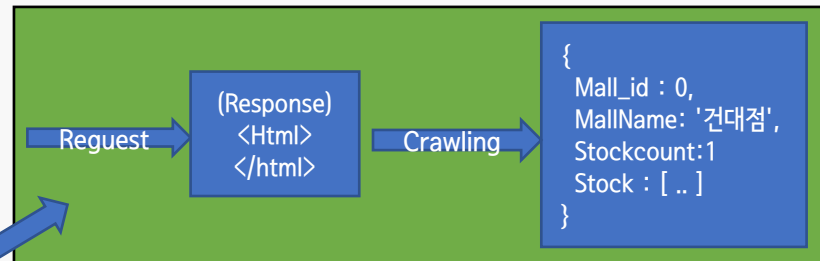 Reguest
(Response)
<Html>
</html>
Crawling
{
Mall_id : 0,
MallName: '건대점',
Stockcount:1
Stock : [ .. ]
}